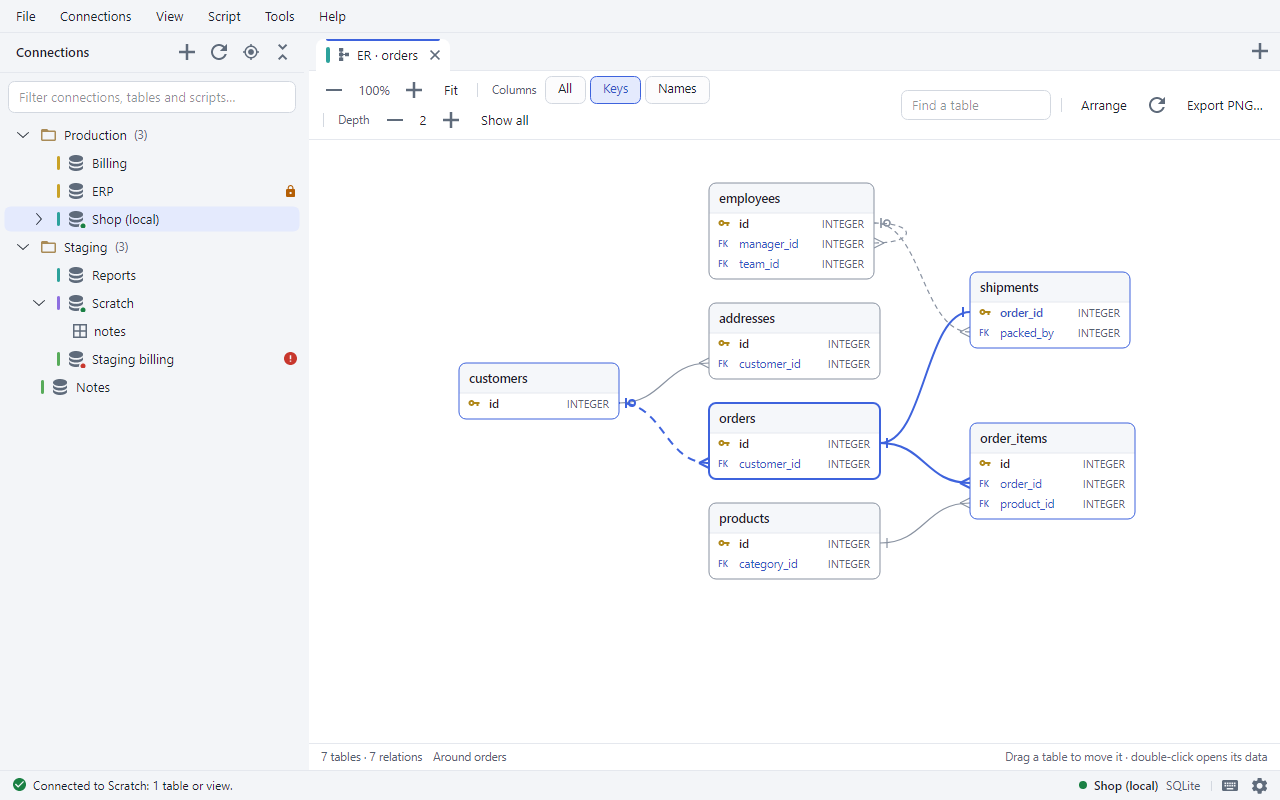 File Connections View Script Tools Help
Connections
ER · orders
Filter connections, tables and scripts...
100% Fit Columns All Keys Names
Depth 2 Show all
Find a table Arrange Export PNG...
Production (3)
Billing
ERP
Shop (local)
Staging (3)
Reports
Scratch
notes
Staging billing
Notes
employees
id INTEGER
FK manager_id INTEGER
FK team_id INTEGER
shipments
order_id INTEGER
FK packed_by INTEGER
addresses
id INTEGER
FK customer_id INTEGER
customers
id INTEGER
orders
id INTEGER
FK customer_id INTEGER
order_items
id INTEGER
FK order_id INTEGER
FK product_id INTEGER
products
id INTEGER
FK category_id INTEGER
7 tables · 7 relations Around orders
Drag a table to move it · double-click opens its data
Connected to Scratch: 1 table or view.
Shop (local) SQLite